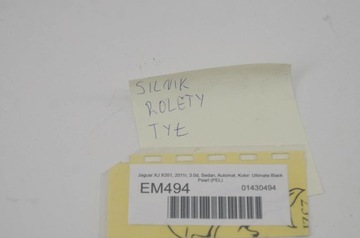 SILNIK
ROLETY
TYŁ
Jaguar XJ X351, 2011r, 3.0d, Sedan, Automat, Kolor: Ultimate Black
Pearl (PEL)
EM494
01430494